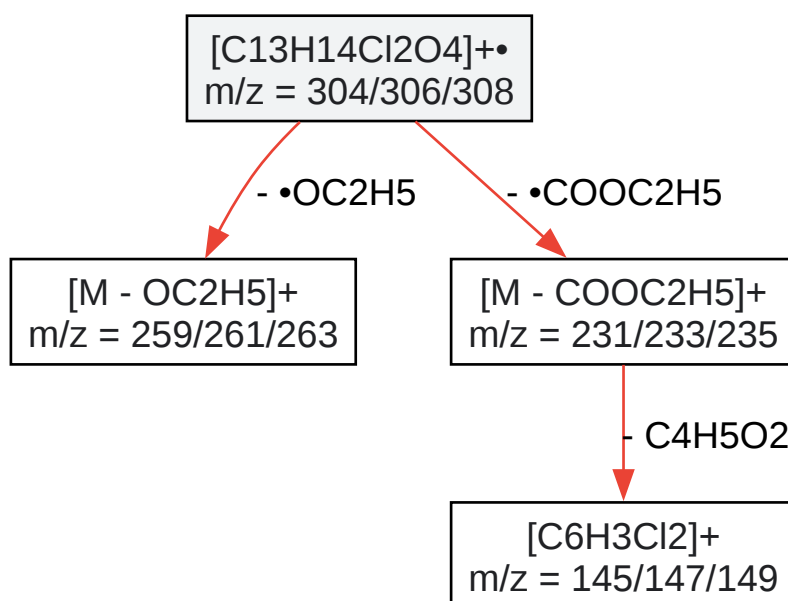 [C13H14Cl2O4]+•
m/z = 304/306/308
- •OC2H5
- •COOC2H5
[M - OC2H5]+
m/z = 259/261/263
[M - COOC2H5]+
m/z = 231/233/235
- C4H5O2
[C6H3Cl2]+
m/z = 145/147/149